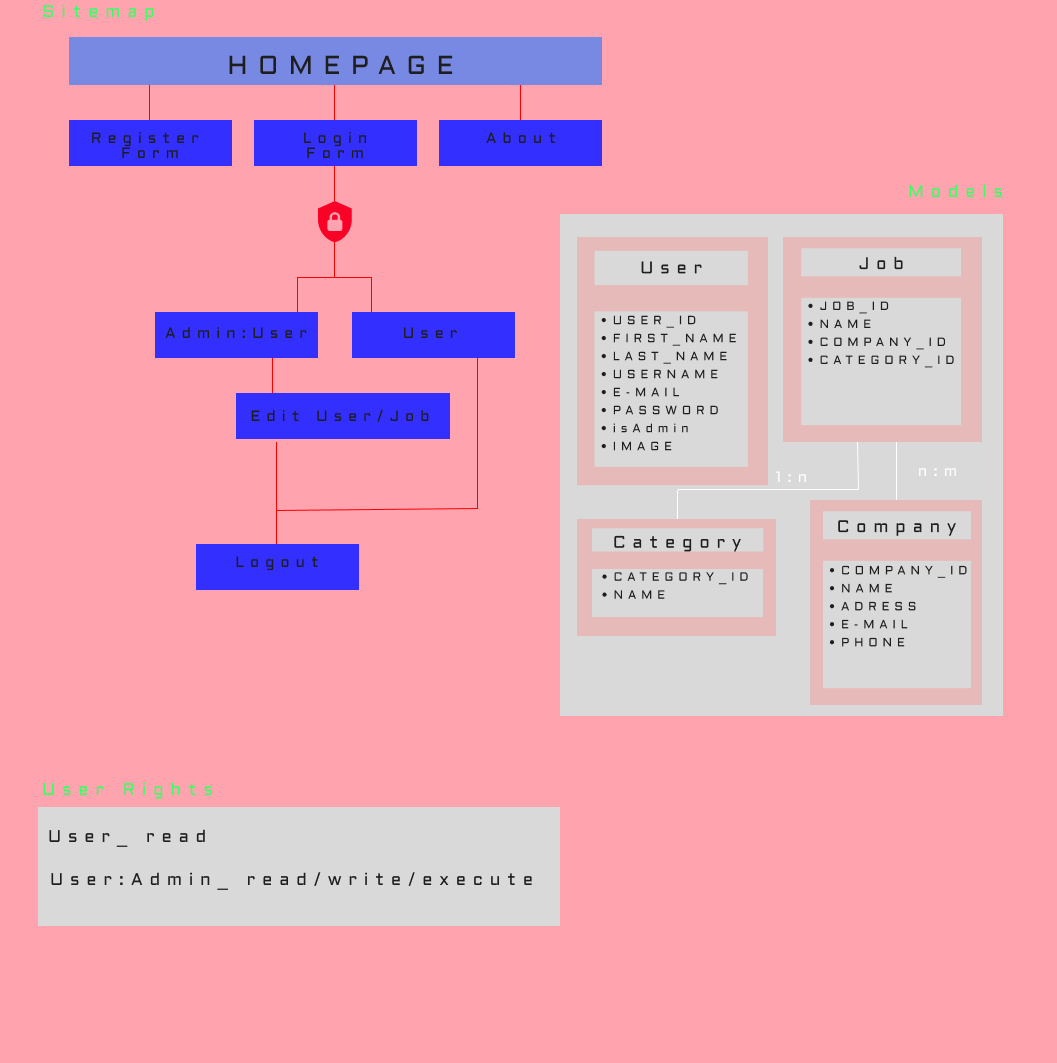 Sitemap
HOMEPAGE
Register
Form
Login
Form
About
Admin:User
User
Edit User/Job
Logout
Models
User
• USER_ID
• FIRST_NAME
• LAST_NAME
• USERNAME
• E-MAIL
• PASSWORD
• isAdmin
• IMAGE
Job
• JOB_ID
• NAME
• COMPANY_ID
• CATEGORY_ID
1:n
n:m
Category
• CATEGORY_ID
• NAME
Company
• COMPANY_ID
• NAME
• ADRESS
• E-MAIL
• PHONE
User Rights:
User_ read
User:Admin_ read/write/execute